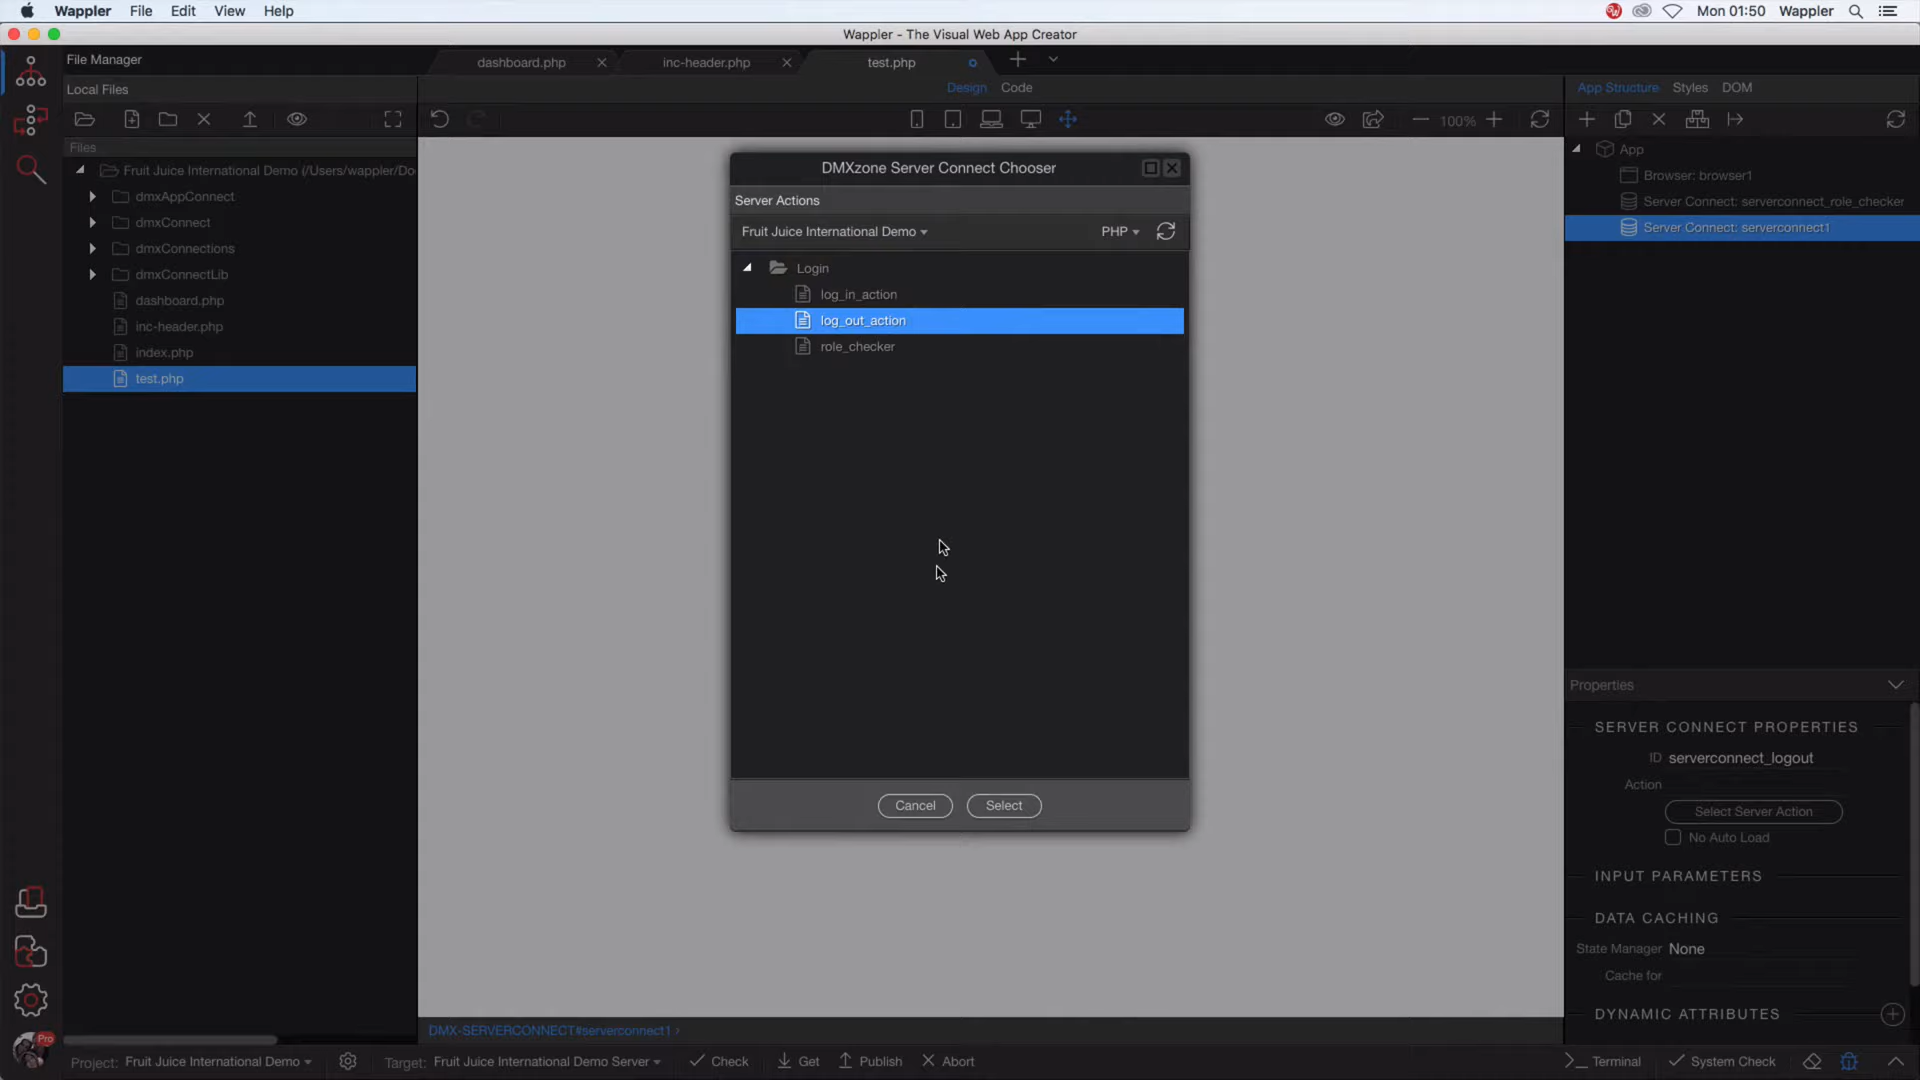 Wappler File Edit View Help
Mon 01:50 Wappler
Wappler - The Visual Web App Creator
File Manager
dashboard.php
inc-header.php
test.php
Local Files
Design Code
App Structure Styles DOM
100%
Files
Fruit Juice International Demo (/Users/wappler/Do
dmxAppConnect
dmxConnect
dmxConnections
dmxConnectLib
dashboard.php
inc-header.php
index.php
test.php
DMXzone Server Connect Chooser
Server Actions
Fruit Juice International Demo PHP
Login
log_in_action
log_out_action
role_checker
Cancel Select
App
Browser: browser1
Server Connect: serverconnect_role_checker
Server Connect: serverconnect1
Properties
SERVER CONNECT PROPERTIES
ID serverconnect_logout
Action
Select Server Action
No Auto Load
INPUT PARAMETERS
DATA CACHING
State Manager None
Cache for
DYNAMIC ATTRIBUTES
DMX-SERVERCONNECT#serverconnect1 ›
Pro
Project: Fruit Juice International Demo Target: Fruit Juice International Demo Server Check Get Publish Abort Terminal System Check